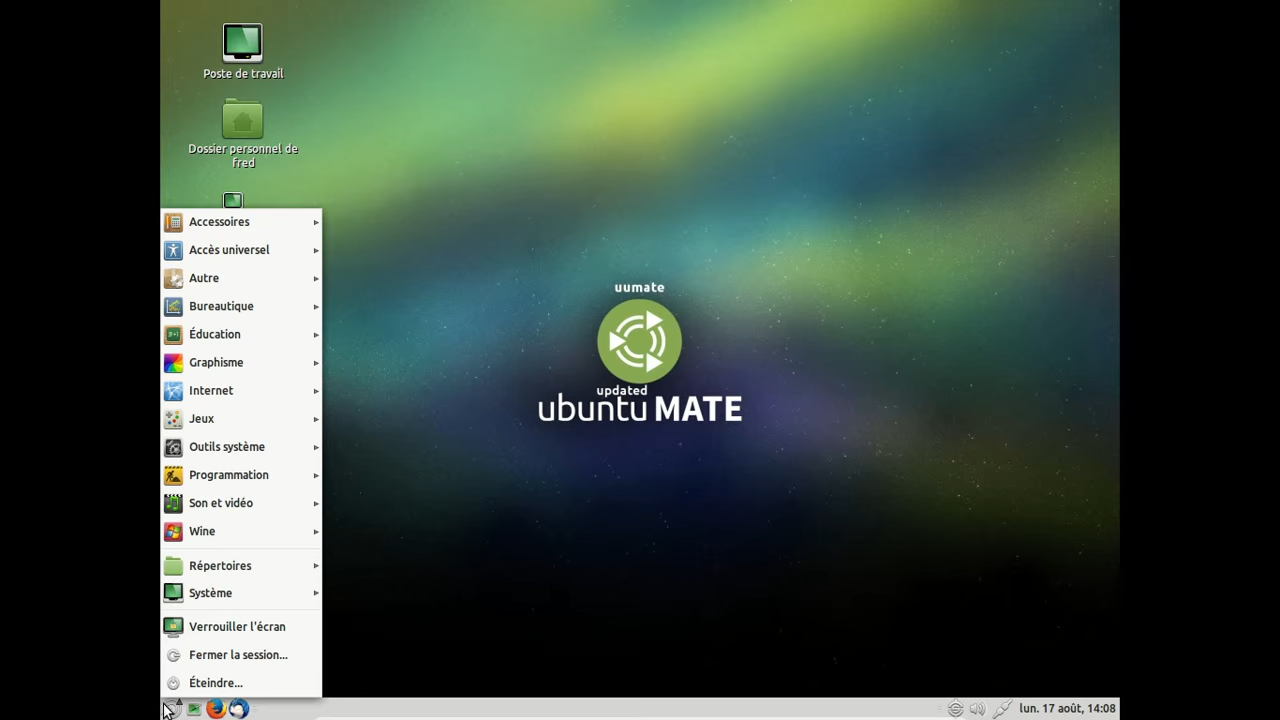 Poste de travail
Dossier personnel de
fred
Accessoires
Accès universel
Autre
Bureautique
Éducation
Graphisme
Internet
Jeux
Outils système
Programmation
Son et vidéo
Wine
Répertoires
Système
Verrouiller l'écran
Fermer la session...
Éteindre...
uumate
updated
ubuntu MATE
lun. 17 août, 14:08